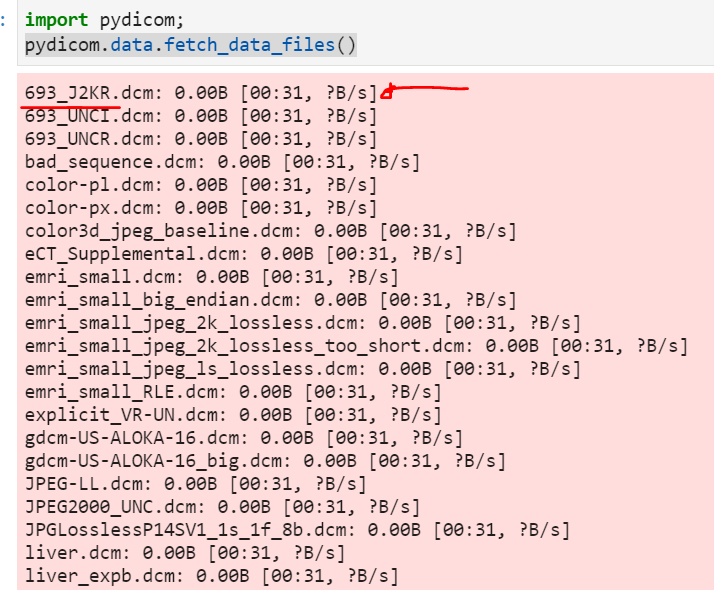 :
import pydicom;
pydicom.data.fetch_data_files()
693_J2KR.dcm: 0.00B [00:31, ?B/s]
693_UNCI.dcm: 0.00B [00:31, ?B/s]
693_UNCR.dcm: 0.00B [00:31, ?B/s]
bad_sequence.dcm: 0.00B [00:31, ?B/s]
color-pl.dcm: 0.00B [00:31, ?B/s]
color-px.dcm: 0.00B [00:31, ?B/s]
color3d_jpeg_baseline.dcm: 0.00B [00:31, ?B/s]
eCT_Supplemental.dcm: 0.00B [00:31, ?B/s]
emri_small.dcm: 0.00B [00:31, ?B/s]
emri_small_big_endian.dcm: 0.00B [00:31, ?B/s]
emri_small_jpeg_2k_lossless.dcm: 0.00B [00:31, ?B/s]
emri_small_jpeg_2k_lossless_too_short.dcm: 0.00B [00:31, ?B/s]
emri_small_jpeg_ls_lossless.dcm: 0.00B [00:31, ?B/s]
emri_small_RLE.dcm: 0.00B [00:31, ?B/s]
explicit_VR-UN.dcm: 0.00B [00:31, ?B/s]
gdcm-US-ALOKA-16.dcm: 0.00B [00:31, ?B/s]
gdcm-US-ALOKA-16_big.dcm: 0.00B [00:31, ?B/s]
JPEG-LL.dcm: 0.00B [00:31, ?B/s]
JPEG2000_UNC.dcm: 0.00B [00:31, ?B/s]
JPGLosslessP14SV1_1s_1f_8b.dcm: 0.00B [00:31, ?B/s]
liver.dcm: 0.00B [00:31, ?B/s]
liver_expb.dcm: 0.00B [00:31, ?B/s]